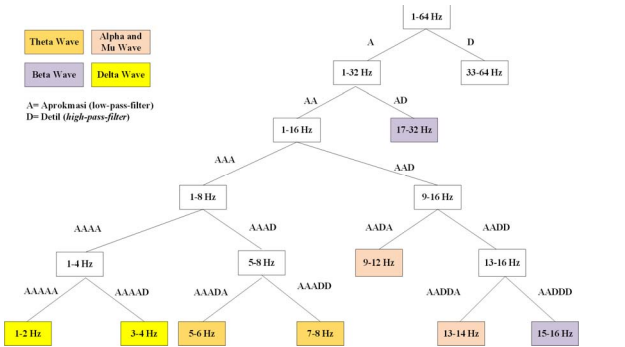 1-64 Hz
Theta Wave
Alpha and
Mu Wave
A
D
Beta Wave
Delta Wave
1-32 Hz
33-64 Hz
A= Aprokmasi (low-pass-filter)
D= Detil (high-pass-filter)
AA
AD
1-16 Hz
17-32 Hz
AAA
AAD
1-8 Hz
9-16 Hz
AAAA
AAAD
AADA
AADD
1-4 Hz
5-8 Hz
9-12 Hz
13-16 Hz
AAAAA
AAAAD
AAADA
AAADD
AADDA
AADDD
1-2 Hz
3-4 Hz
5-6 Hz
7-8 Hz
13-14 Hz
15-16 Hz